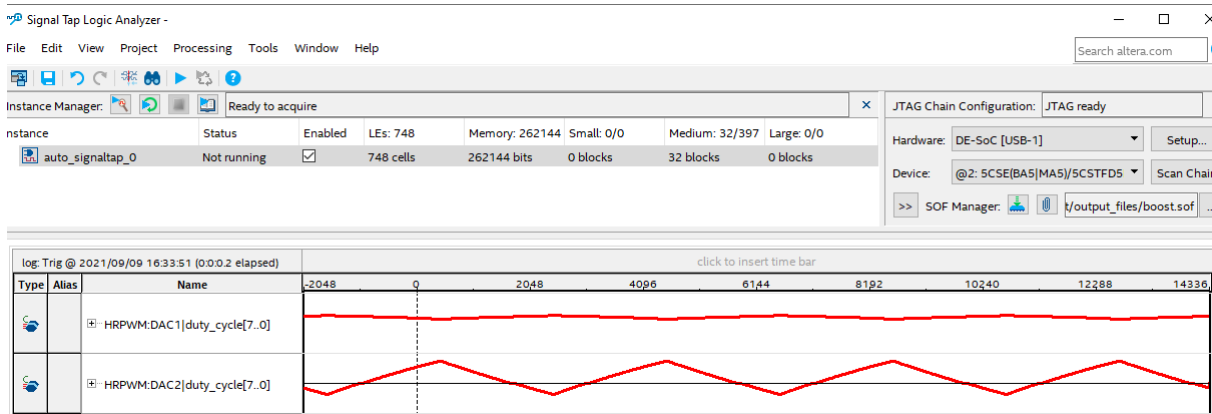 Signal Tap Logic Analyzer -
File Edit View Project Processing Tools Window Help
Search altera.com
Instance Manager: Ready to acquire
JTAG Chain Configuration: JTAG ready
nstance Status Enabled LEs: 748 Memory: 262144 Small: 0/0 Medium: 32/397 Large: 0/0
auto_signaltap_0 Not running 748 cells 262144 bits 0 blocks 32 blocks 0 blocks
Hardware: DE-SoC [USB-1] Setup...
Device: @2: 5CSE(BA5|MA5)/5CSTFD5 Scan Chai
>> SOF Manager: t/output_files/boost.sof ..
log: Trig @ 2021/09/09 16:33:51 (0:0:0.2 elapsed) click to insert time bar
Type Alias Name -2048 0 2048 4096 6144 8192 10240 12288 14336
HRPWM:DAC1|duty_cycle[7..0]
HRPWM:DAC2|duty_cycle[7..0]